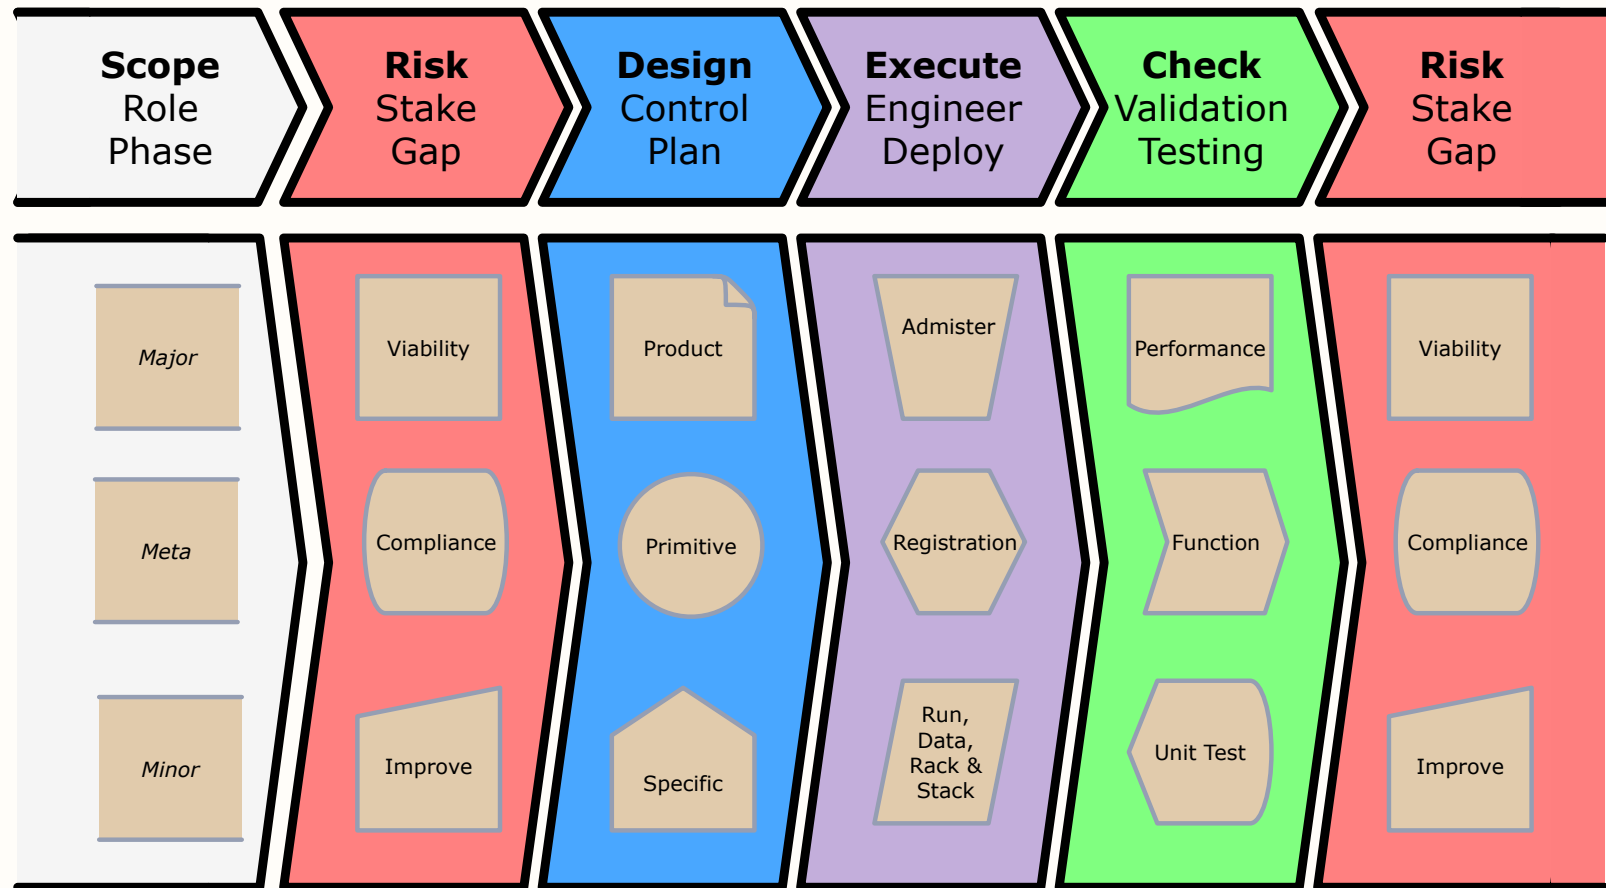 Scope
Role
Phase
Risk
Stake
Gap
Design
Control
Plan
Execute
Engineer
Deploy
Check
Validation
Testing
Risk
Stake
Gap
Major
Viability
Product
Admister
Performance
Viability
Meta
Compliance
Primitive
Registration
Function
Compliance
Minor
Improve
Specific
Run,
Data,
Rack &
Stack
Unit Test
Improve